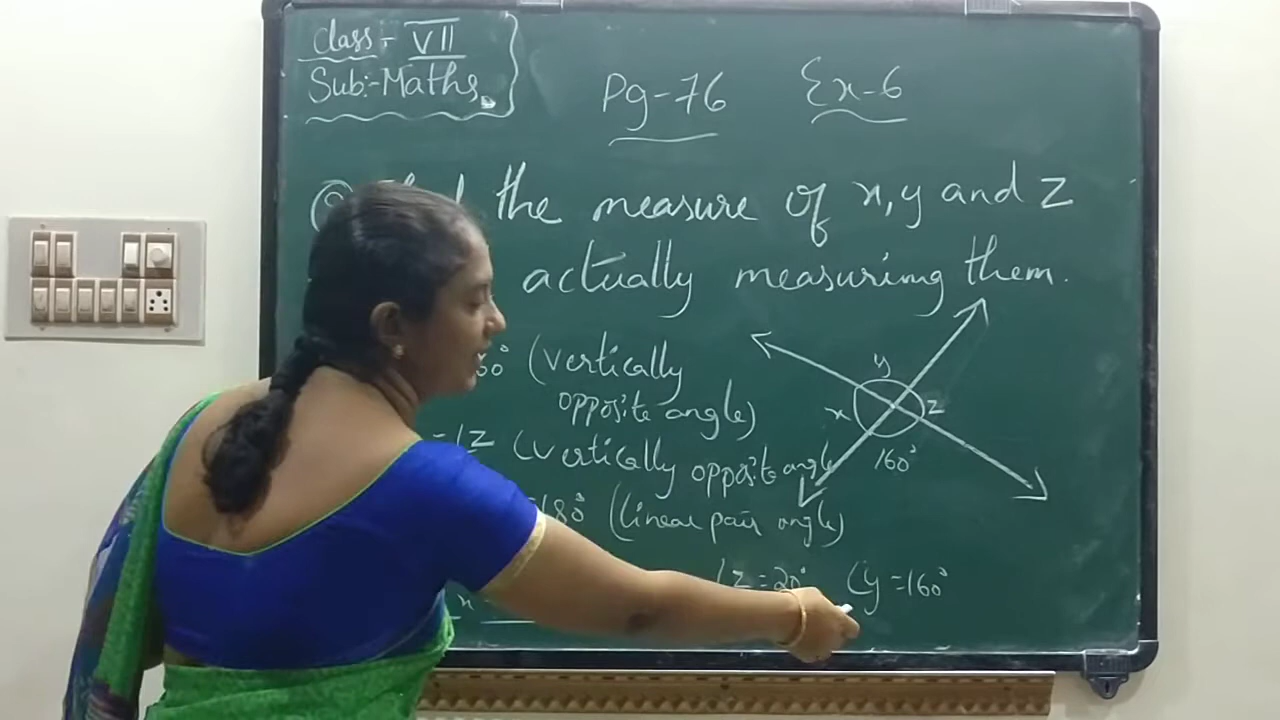 Class:- VII
Sub:-Maths
Pg-76
Ex-6
the measure of x, y and z
actually measuring them.
(vertically
opposite angle)
(vertically opposite angle
180° (linear pair angle)
z = 20° ∠y = 160°
x
y
x
z
160°